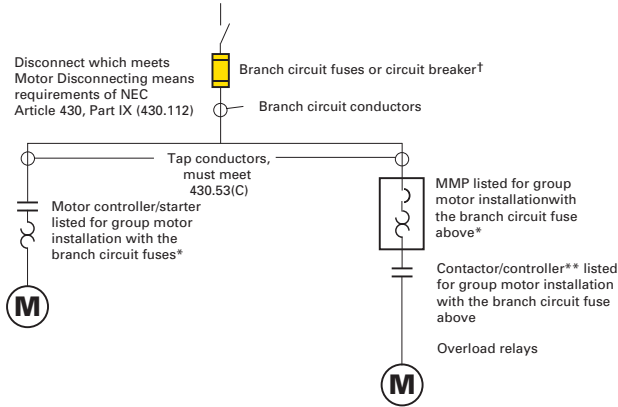 Disconnect which meets
Motor Disconnecting means
requirements of NEC
Article 430, Part IX (430.112)
Branch circuit fuses or circuit breaker†
Branch circuit conductors
Tap conductors,
must meet
430.53(C)
Motor controller/starter
listed for group motor
installation with the
branch circuit fuses*
M
MMP listed for group
motor installationwith
the branch circuit fuse
above*
Contactor/controller** listed
for group motor installation
with the branch circuit fuse
above
Overload relays
M